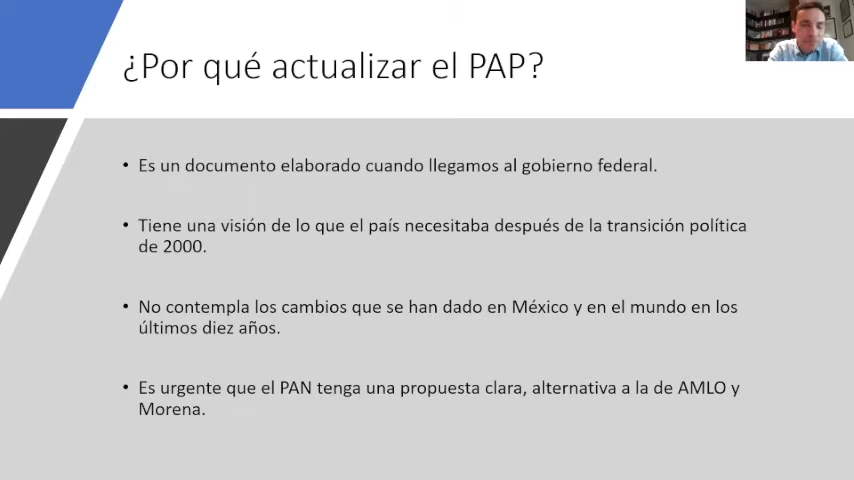 ¿Por qué actualizar el PAP?
• Es un documento elaborado cuando llegamos al gobierno federal.
• Tiene una visión de lo que el país necesitaba después de la transición política
de 2000.
• No contempla los cambios que se han dado en México y en el mundo en los
últimos diez años.
• Es urgente que el PAN tenga una propuesta clara, alternativa a la de AMLO y
Morena.